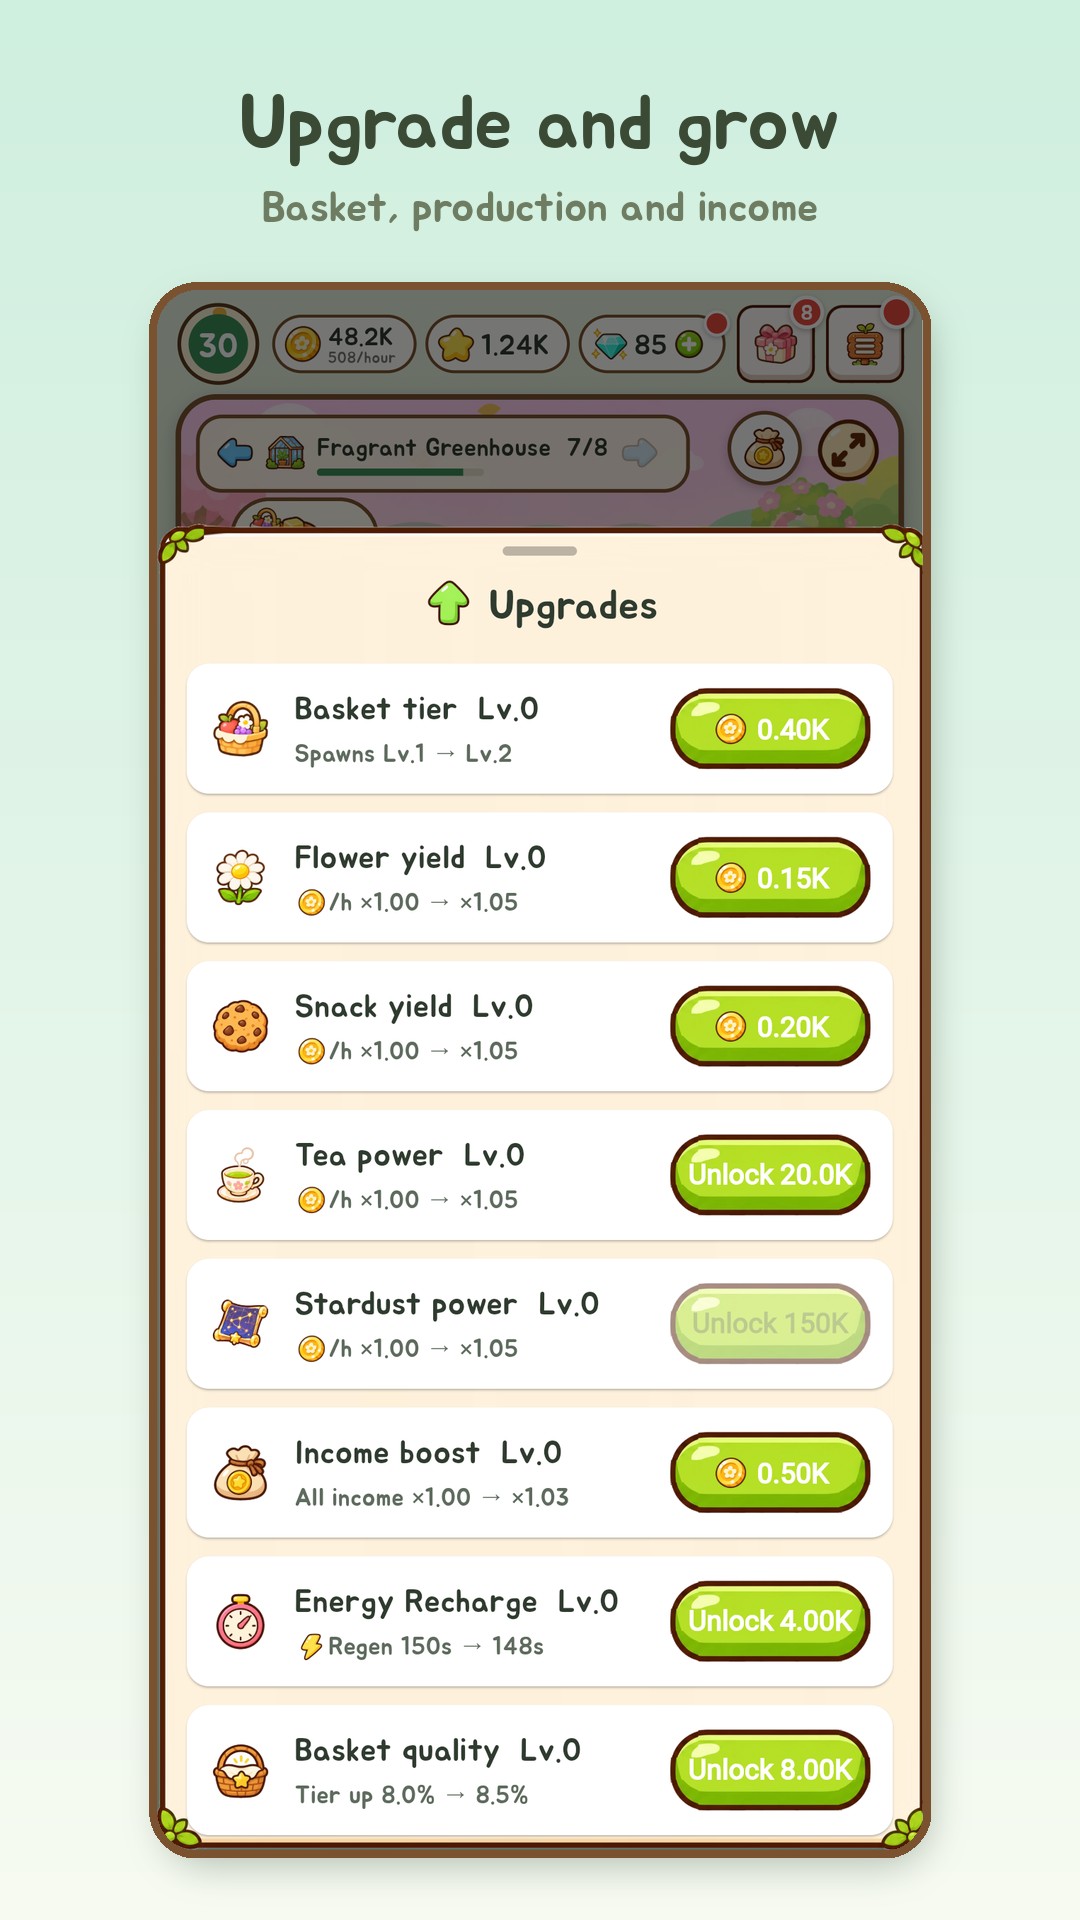 Upgrade and grow
Basket, production and income
30
48.2K
508/hour
1.24K
85
8
Fragrant Greenhouse 7/8
Upgrades
Basket tier Lv.0
Spawns Lv.1 → Lv.2
0.40K
Flower yield Lv.0
/h ×1.00 → ×1.05
0.15K
Snack yield Lv.0
/h ×1.00 → ×1.05
0.20K
Tea power Lv.0
/h ×1.00 → ×1.05
Unlock 20.0K
Stardust power Lv.0
/h ×1.00 → ×1.05
Unlock 150K
Income boost Lv.0
All income ×1.00 → ×1.03
0.50K
Energy Recharge Lv.0
Regen 150s → 148s
Unlock 4.00K
Basket quality Lv.0
Tier up 8.0% → 8.5%
Unlock 8.00K